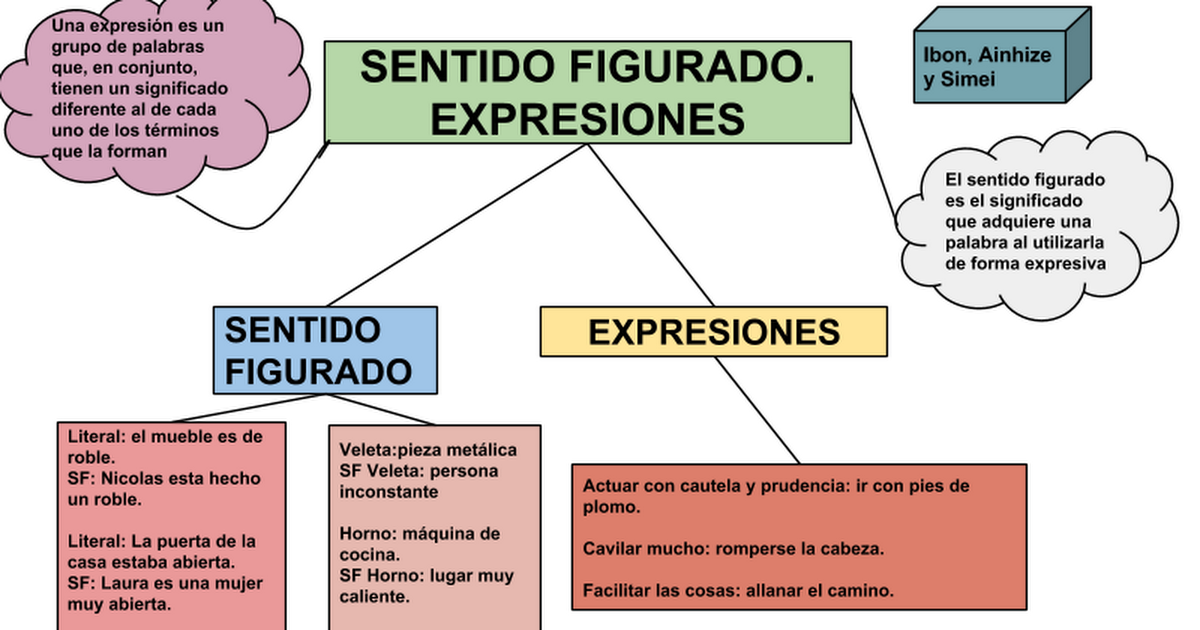 Una expresión es un
grupo de palabras
que, en conjunto,
tienen un significado
diferente al de cada
uno de los términos
que la forman
SENTIDO FIGURADO.
EXPRESIONES
Ibon, Ainhize
y Simei
El sentido figurado
es el significado
que adquiere una
palabra al utilizarla
de forma expresiva
SENTIDO
FIGURADO
EXPRESIONES
Literal: el mueble es de
roble.
SF: Nicolas esta hecho
un roble.
Literal: La puerta de la
casa estaba abierta.
SF: Laura es una mujer
muy abierta.
Veleta:pieza metálica
SF Veleta: persona
inconstante
Horno: máquina de
cocina.
SF Horno: lugar muy
caliente.
Actuar con cautela y prudencia: ir con pies de
plomo.
Cavilar mucho: romperse la cabeza.
Facilitar las cosas: allanar el camino.